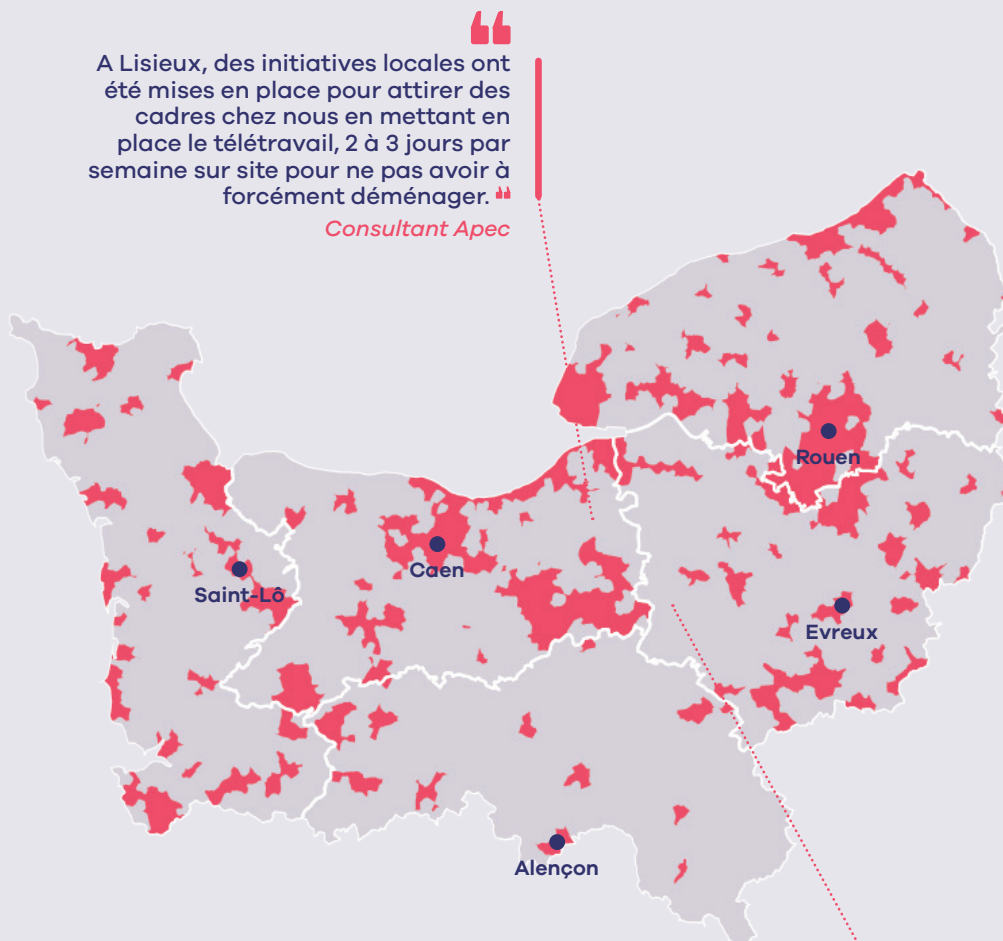 ❝
A Lisieux, des initiatives locales ont
été mises en place pour attirer des
cadres chez nous en mettant en
place le télétravail, 2 à 3 jours par
semaine sur site pour ne pas avoir à
forcément déménager. ❝
Consultant Apec
Rouen
Caen
Saint-Lô
Evreux
Alençon